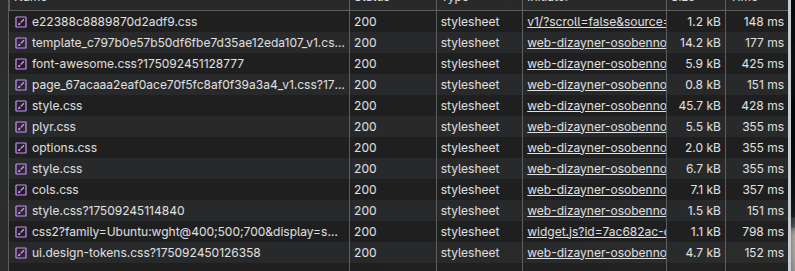 e22388c8889870d2adf9.css 200 stylesheet v1/?scroll=false&source= 1.2 kB 148 ms
template_c797b0e57b50df6fbe7d35ae12eda107_v1.cs... 200 stylesheet web-dizayner-osobenno 14.2 kB 177 ms
font-awesome.css?175092451128777 200 stylesheet web-dizayner-osobenno 5.9 kB 425 ms
page_67acaaa2eaf0ace70f5fc8af0f39a3a4_v1.css?17... 200 stylesheet web-dizayner-osobenno 0.8 kB 151 ms
style.css 200 stylesheet web-dizayner-osobenno 45.7 kB 428 ms
plyr.css 200 stylesheet web-dizayner-osobenno 5.5 kB 355 ms
options.css 200 stylesheet web-dizayner-osobenno 2.0 kB 355 ms
style.css 200 stylesheet web-dizayner-osobenno 6.7 kB 355 ms
cols.css 200 stylesheet web-dizayner-osobenno 7.1 kB 357 ms
style.css?17509245114840 200 stylesheet web-dizayner-osobenno 1.5 kB 151 ms
css2?family=Ubuntu:wght@400;500;700&display=s... 200 stylesheet widget.js?id=7ac682ac- 1.1 kB 798 ms
ui.design-tokens.css?175092450126358 200 stylesheet web-dizayner-osobenno 4.7 kB 152 ms